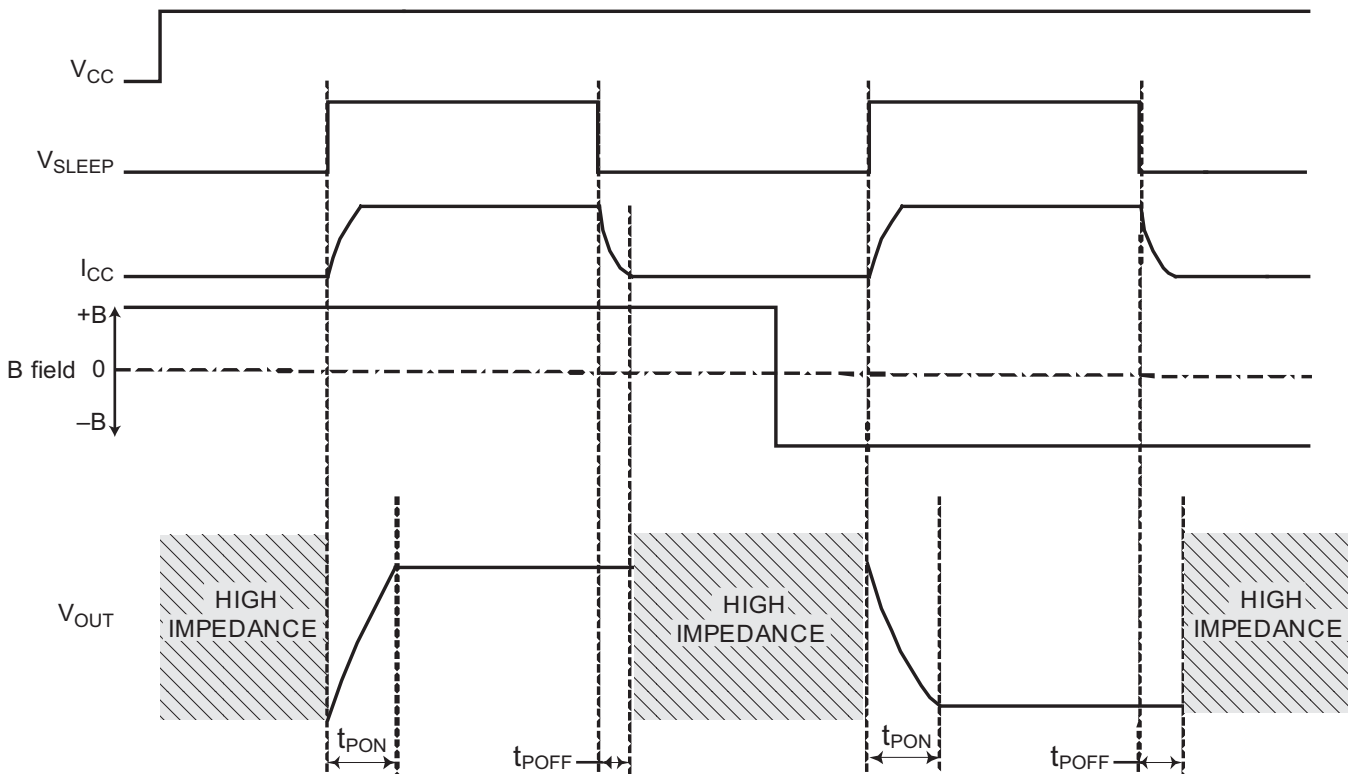 VCC
VSLEEP
ICC
+B
B field 0
–B
VOUT
HIGH
IMPEDANCE
HIGH
IMPEDANCE
HIGH
IMPEDANCE
tPON
tPOFF
tPON
tPOFF